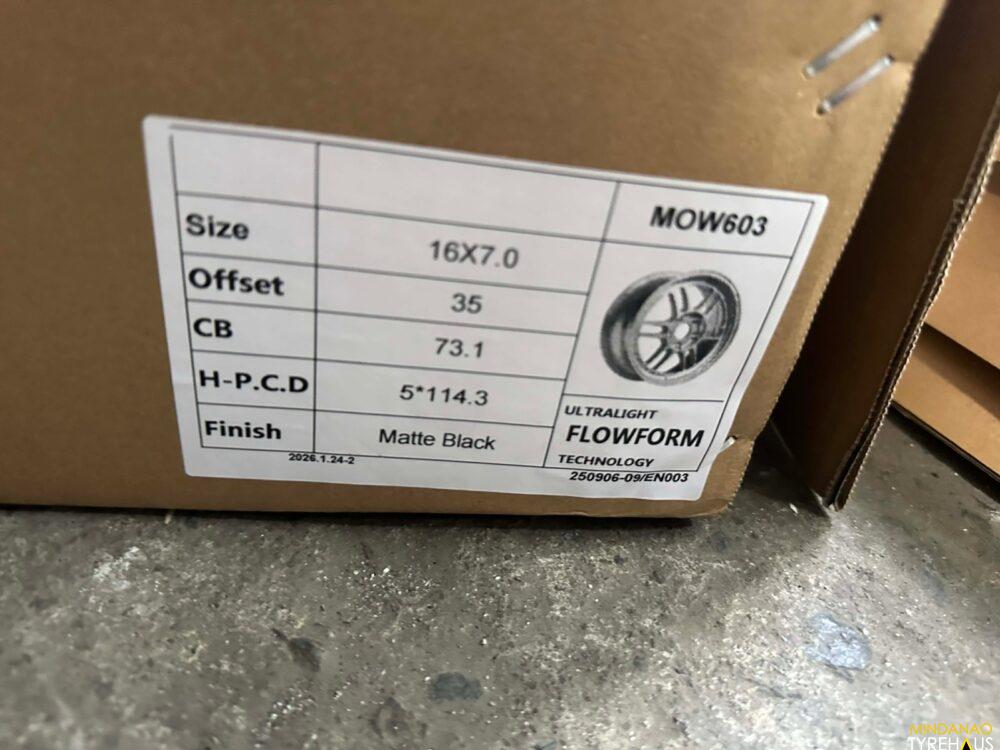 MOW603
Size 16X7.0
Offset 35
CB 73.1
H-P.C.D 5*114.3
Finish Matte Black
ULTRALIGHT
FLOWFORM
TECHNOLOGY
2026.1.24-2
250906-09/EN003
MINDANAO
TYREHAUS